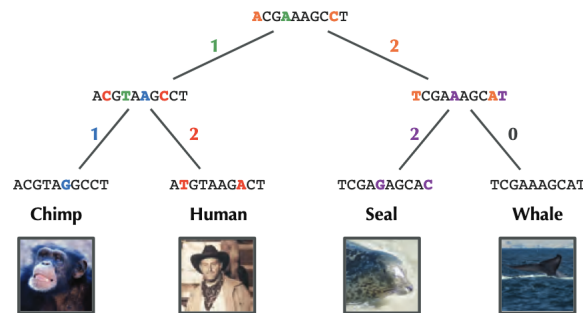 ACGAAAGCCT
1 2
ACGTAAGCCT TCGAAAGCAT
1 2 2 0
ACGTAGGCCT ATGTAAGACT TCGAGAGCAC TCGAAAGCAT
Chimp Human Seal Whale